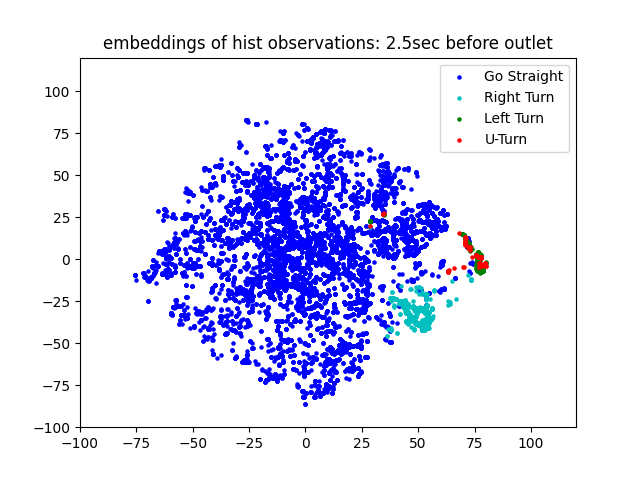 embeddings of hist observations: 2.5sec before outlet
Go Straight
Right Turn
Left Turn
U-Turn
100
75
50
25
0
−25
−50
−75
−100
−100 −75 −50 −25 0 25 50 75 100